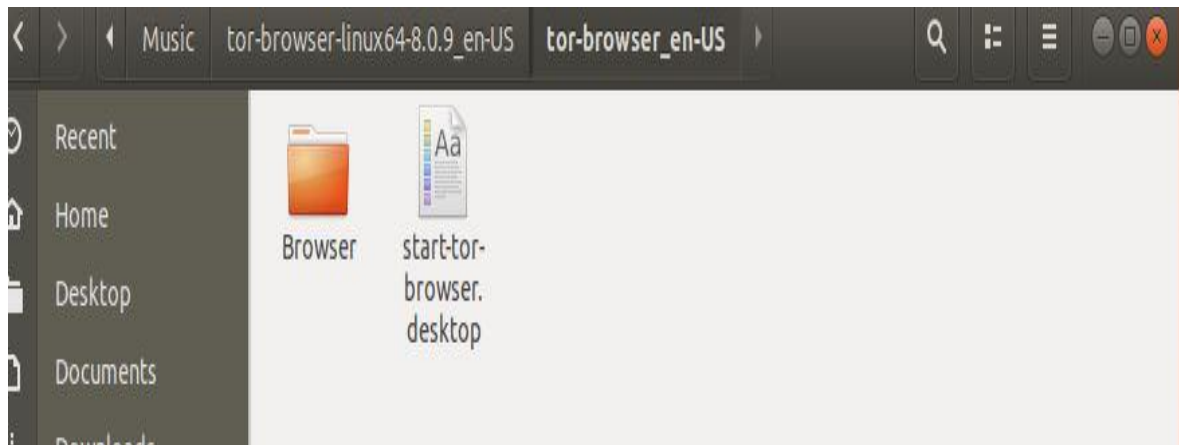 Music tor-browser-linux64-8.0.9_en-US tor-browser_en-US
Recent
Home
Desktop
Documents
Downloads
Browser
Aa
start-tor-
browser.
desktop